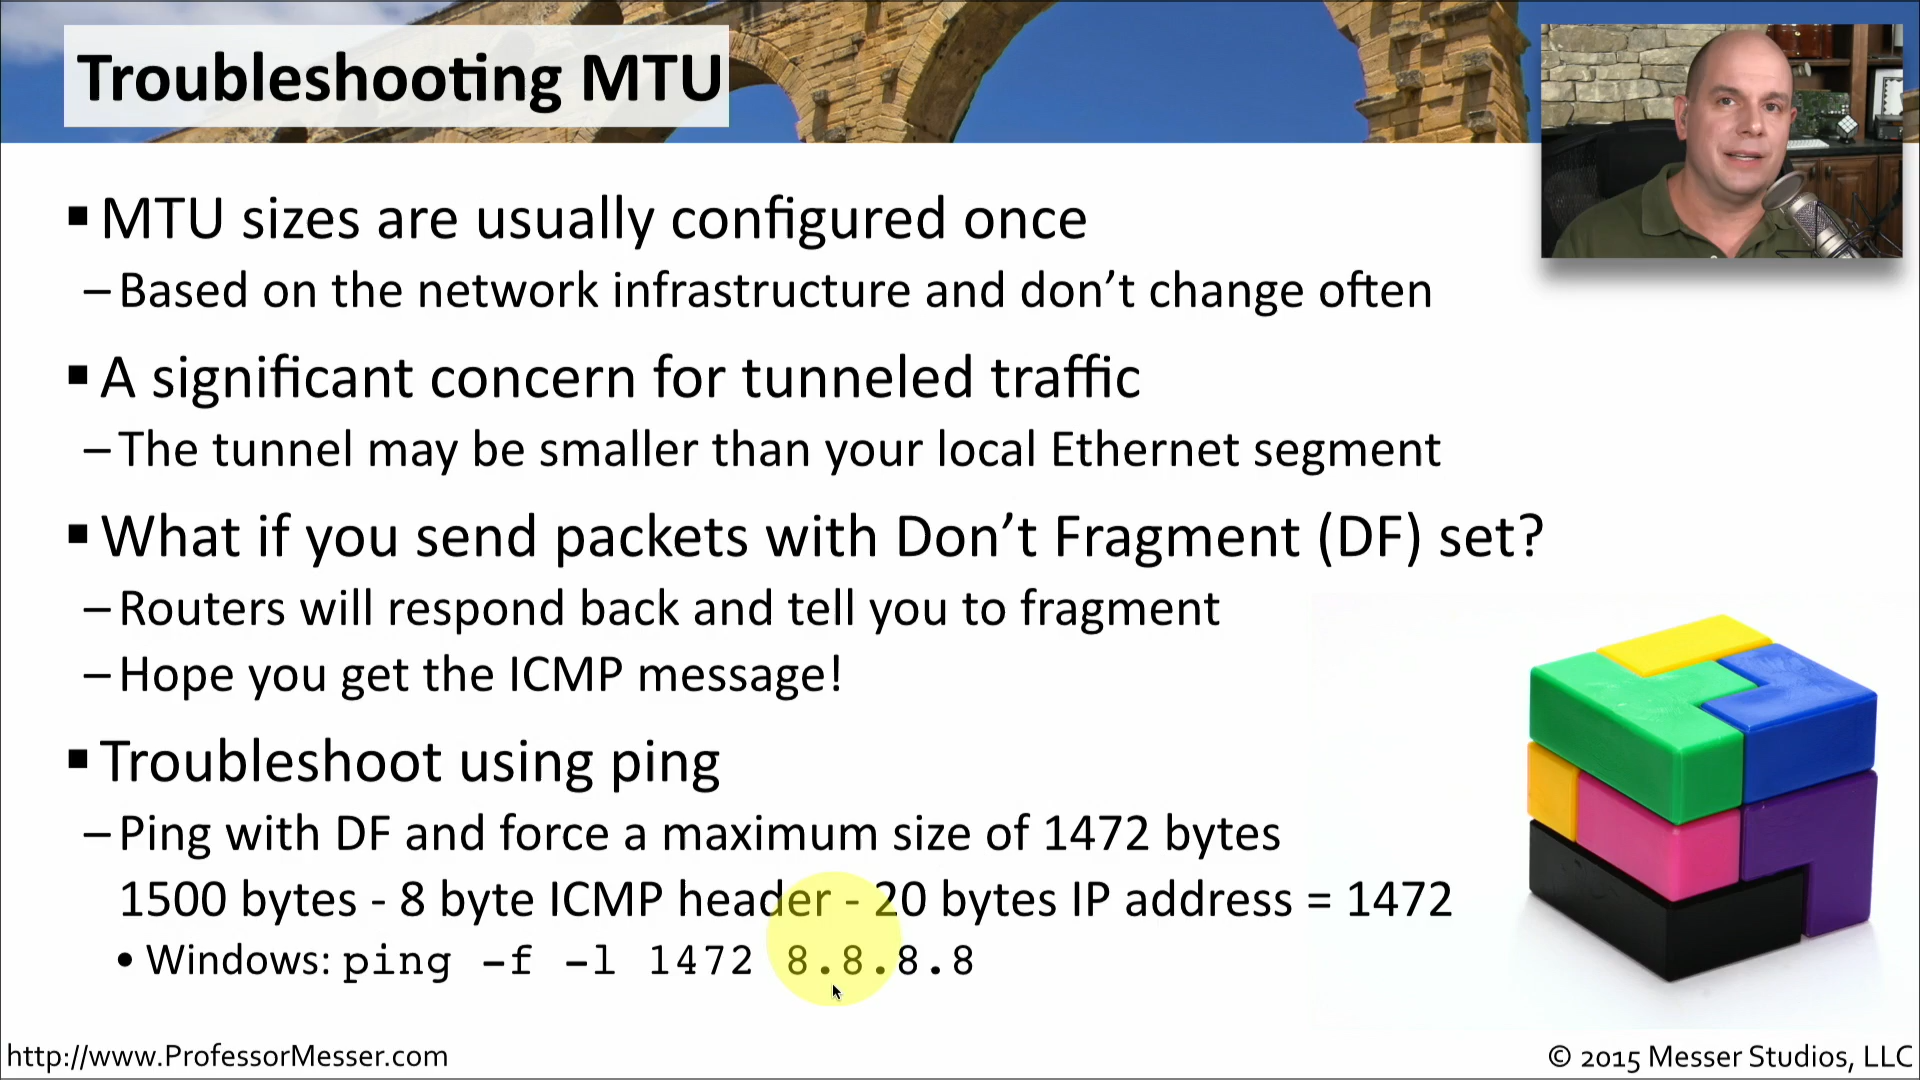 Troubleshooting MTU
▪ MTU sizes are usually configured once
– Based on the network infrastructure and don’t change often
▪ A significant concern for tunneled traffic
– The tunnel may be smaller than your local Ethernet segment
▪ What if you send packets with Don’t Fragment (DF) set?
– Routers will respond back and tell you to fragment
– Hope you get the ICMP message!
▪ Troubleshoot using ping
– Ping with DF and force a maximum size of 1472 bytes
1500 bytes - 8 byte ICMP header - 20 bytes IP address = 1472
• Windows: ping –f –l 1472 8.8.8.8
http://www.ProfessorMesser.com
© 2015 Messer Studios, LLC